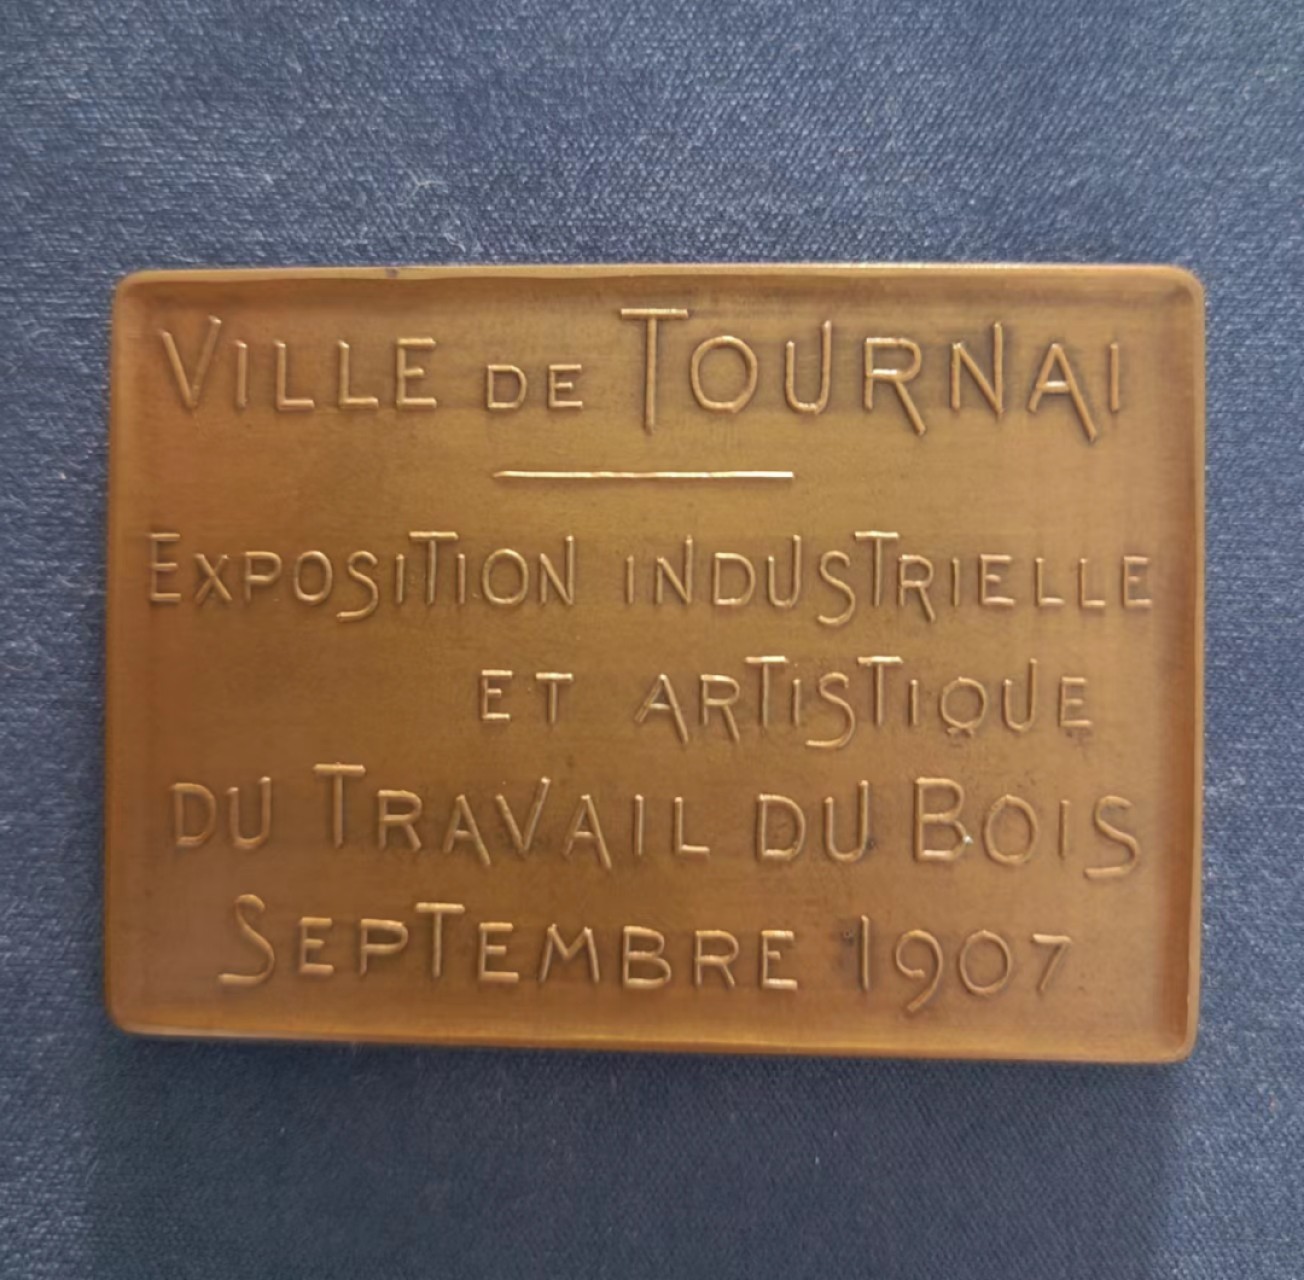 VILLE DE TOURNAI
EXPOSITION INDUSTRIELLE
ET ARTISTIQUE
DU TRAVAIL DU BOIS
SEPTEMBRE 1907